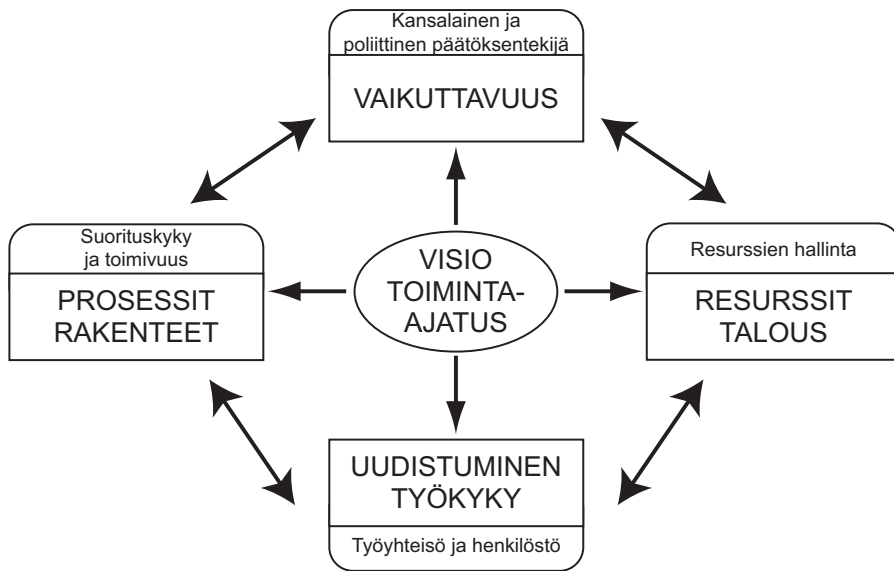 Kansalainen ja
poliittinen päätöksentekijä
VAIKUTTAVUUS
Suorituskyky
ja toimivuus
PROSESSIT
RAKENTEET
VISIO
TOIMINTA-
AJATUS
Resurssien hallinta
RESURSSIT
TALOUS
UUDISTUMINEN
TYÖKYKY
Työyhteisö ja henkilöstö